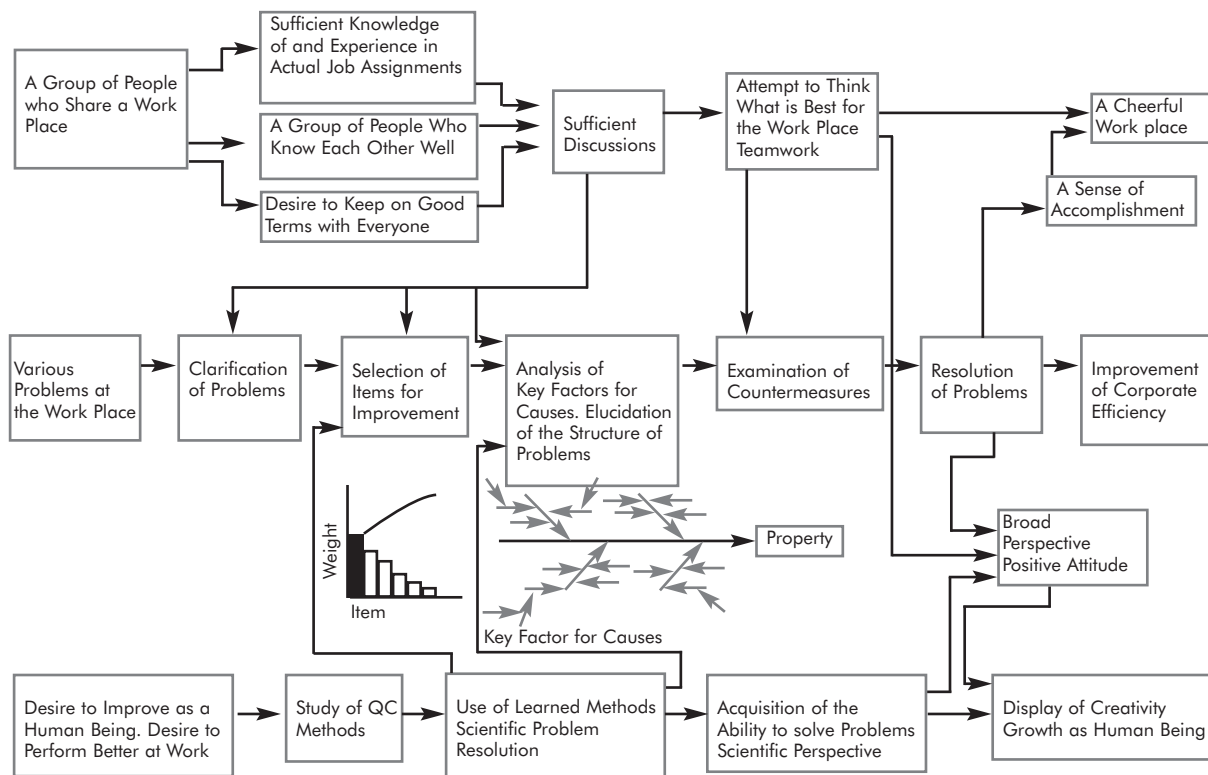 Sufficient Knowledge
of and Experience in
Actual Job Assignments
A Group of People
who Share a Work
Place
A Group of People Who
Know Each Other Well
Desire to Keep on Good
Terms with Everyone
Sufficient
Discussions
Attempt to Think
What is Best for
the Work Place
Teamwork
A Cheerful
Work place
A Sense of
Accomplishment
Various
Problems at
the Work Place
Clarification
of Problems
Selection of
Items for
Improvement
Analysis of
Key Factors for
Causes. Elucidation
of the Structure of
Problems
Examination of
Countermeasures
Resolution
of Problems
Improvement
of Corporate
Efficiency
Weight
Item
Property
Key Factor for Causes
Broad
Perspective
Positive Attitude
Desire to Improve as a
Human Being. Desire to
Perform Better at Work
Study of QC
Methods
Use of Learned Methods
Scientific Problem
Resolution
Acquisition of the
Ability to solve Problems
Scientific Perspective
Display of Creativity
Growth as Human Being